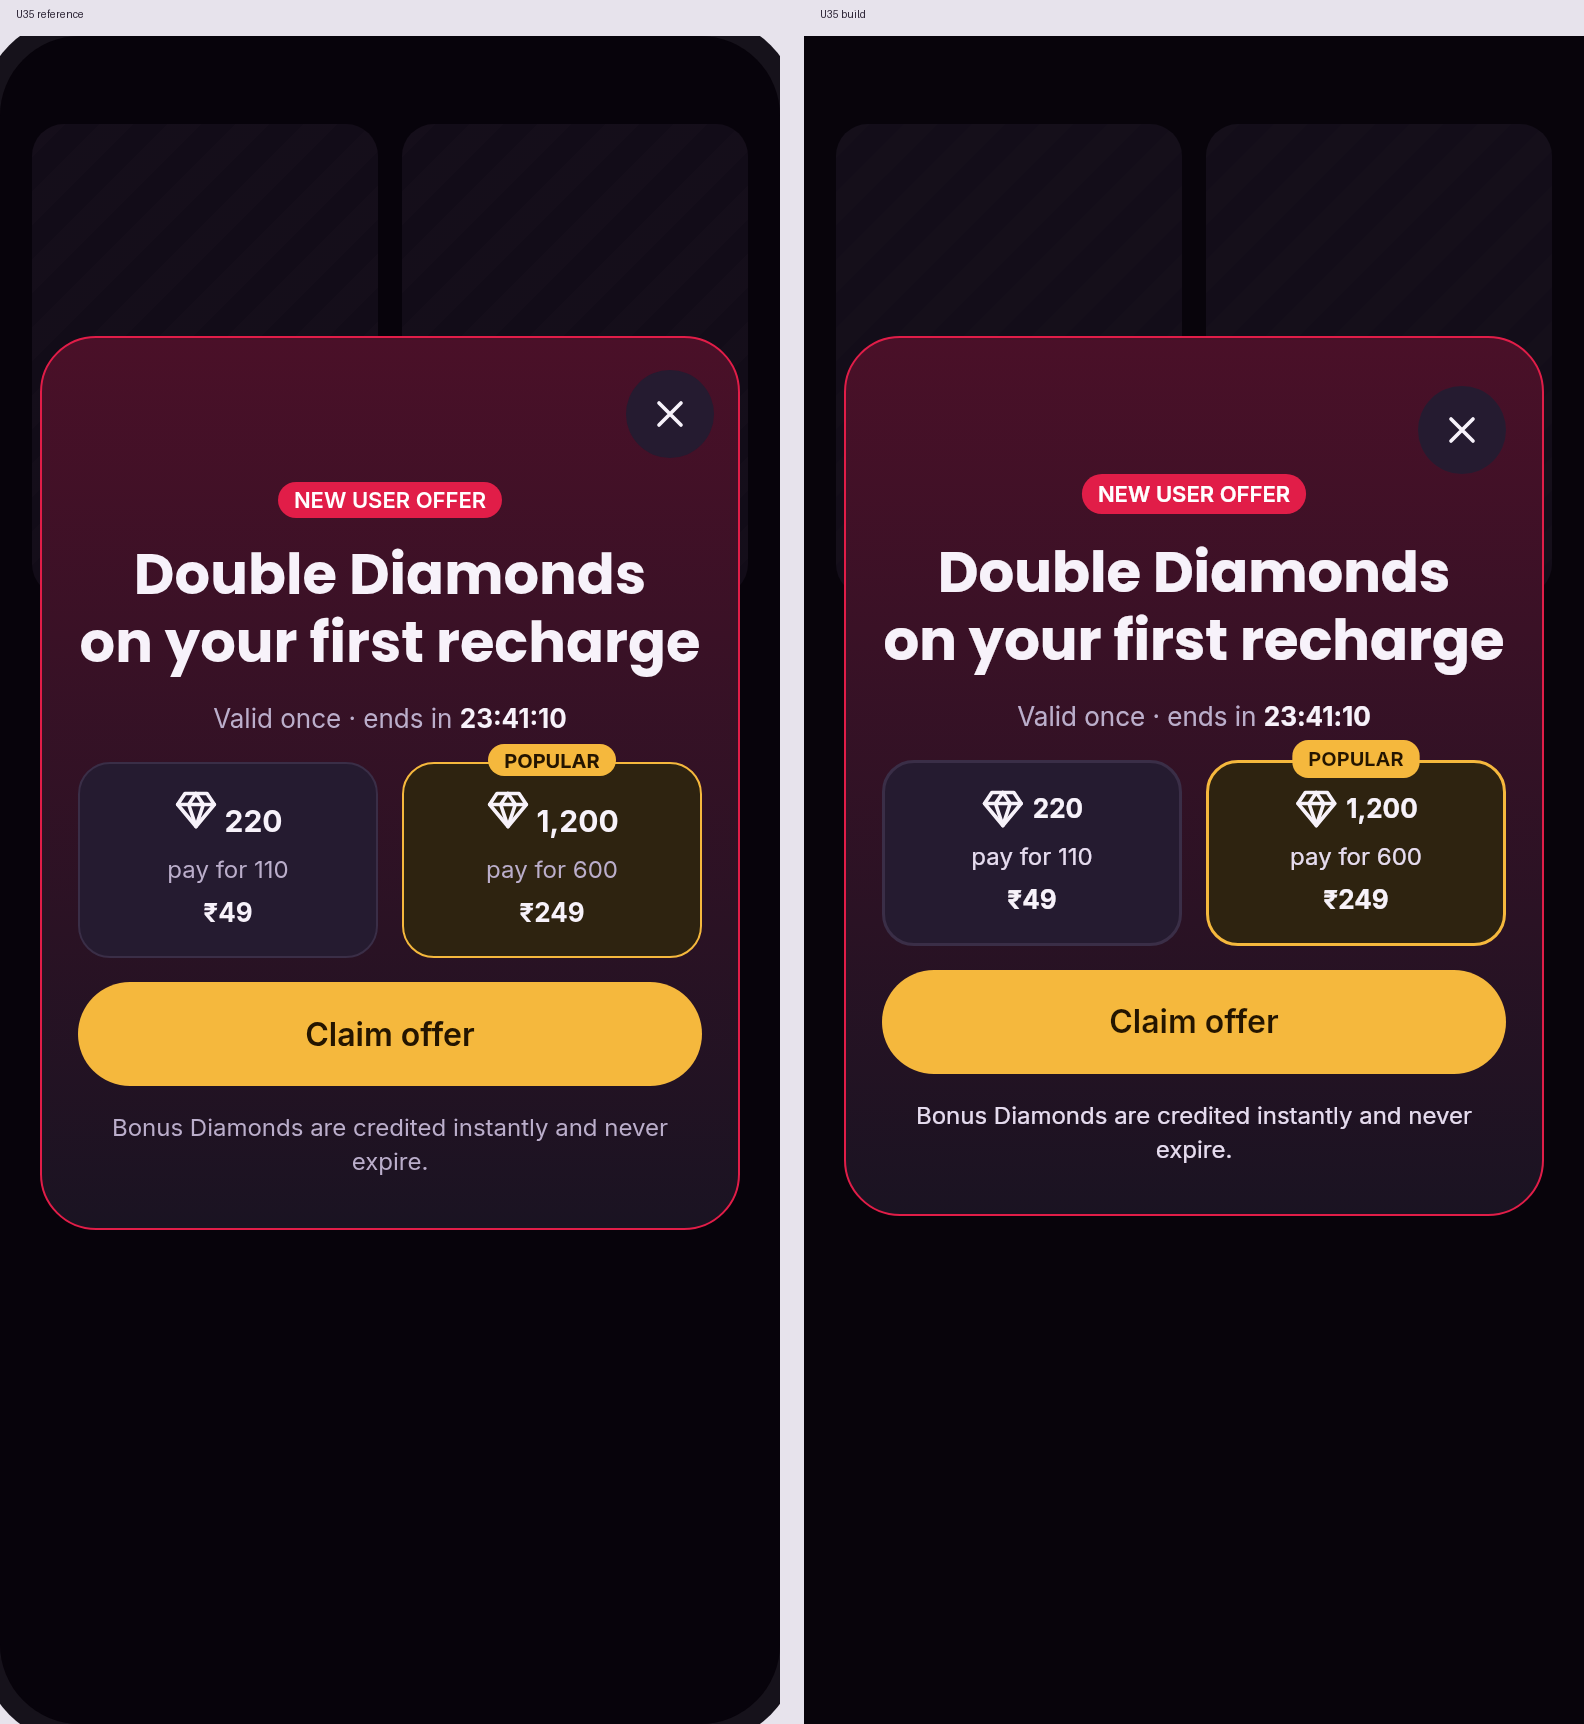 U35 reference
NEW USER OFFER
Double Diamonds
on your first recharge
Valid once · ends in 23:41:10
POPULAR
220
1,200
pay for 110
pay for 600
₹49
₹249
Claim offer
Bonus Diamonds are credited instantly and never
expire.
U35 build
NEW USER OFFER
Double Diamonds
on your first recharge
Valid once · ends in 23:41:10
POPULAR
220
1,200
pay for 110
pay for 600
₹49
₹249
Claim offer
Bonus Diamonds are credited instantly and never
expire.